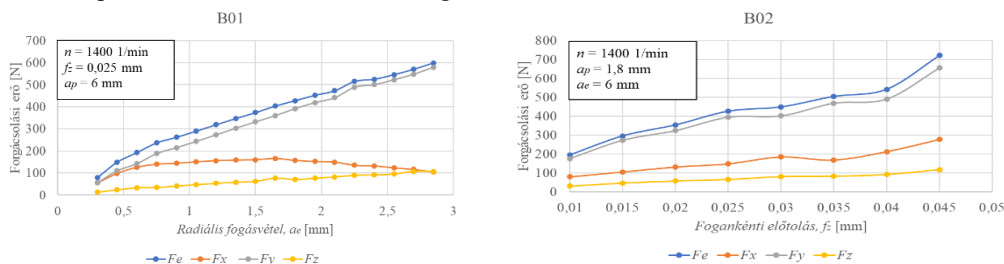 B01
Forgácsolási erő [N]
700
600
500
400
300
200
100
0
n = 1400 1/min
fz = 0,025 mm
ap = 6 mm
0
0,5
1
1,5
2
2,5
3
Radiális fogásvétel, ae [mm]
Fe
Fx
Fy
Fz
B02
Forgácsolási erő [N]
800
700
600
500
400
300
200
100
0
n = 1400 1/min
ap = 1,8 mm
ae = 6 mm
0,01
0,015
0,02
0,025
0,03
0,035
0,04
0,045
0,05
Fogankénti előtolás, fz [mm]
Fe
Fx
Fy
Fz